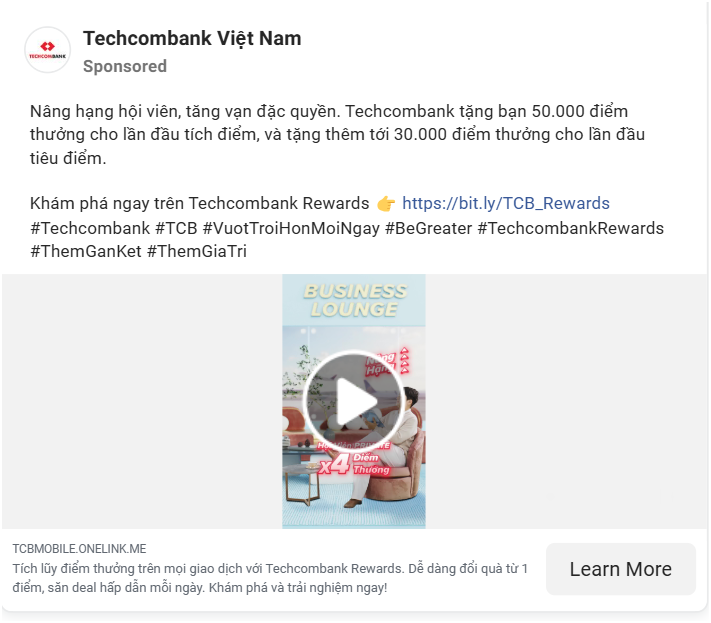 Techcombank Việt Nam
TECHCOMBANK
Sponsored
Nâng hạng hội viên, tăng vạn đặc quyền. Techcombank tặng bạn 50.000 điểm
thưởng cho lần đầu tích điểm, và tặng thêm tới 30.000 điểm thưởng cho lần đầu
tiêu điểm.
Khám phá ngay trên Techcombank Rewards 👉 https://bit.ly/TCB_Rewards
#Techcombank #TCB #VuotTroiHonMoiNgay #BeGreater #TechcombankRewards
#ThemGanKet #ThemGiaTri
BUSINESS
LOUNGE
Nâng
Hạng
Hội Viên PRIVATE
x4 Điểm
Thưởng
TCBMOBILE.ONELINK.ME
Tích lũy điểm thưởng trên mọi giao dịch với Techcombank Rewards. Dễ dàng đổi quà từ 1
điểm, săn deal hấp dẫn mỗi ngày. Khám phá và trải nghiệm ngay!
Learn More